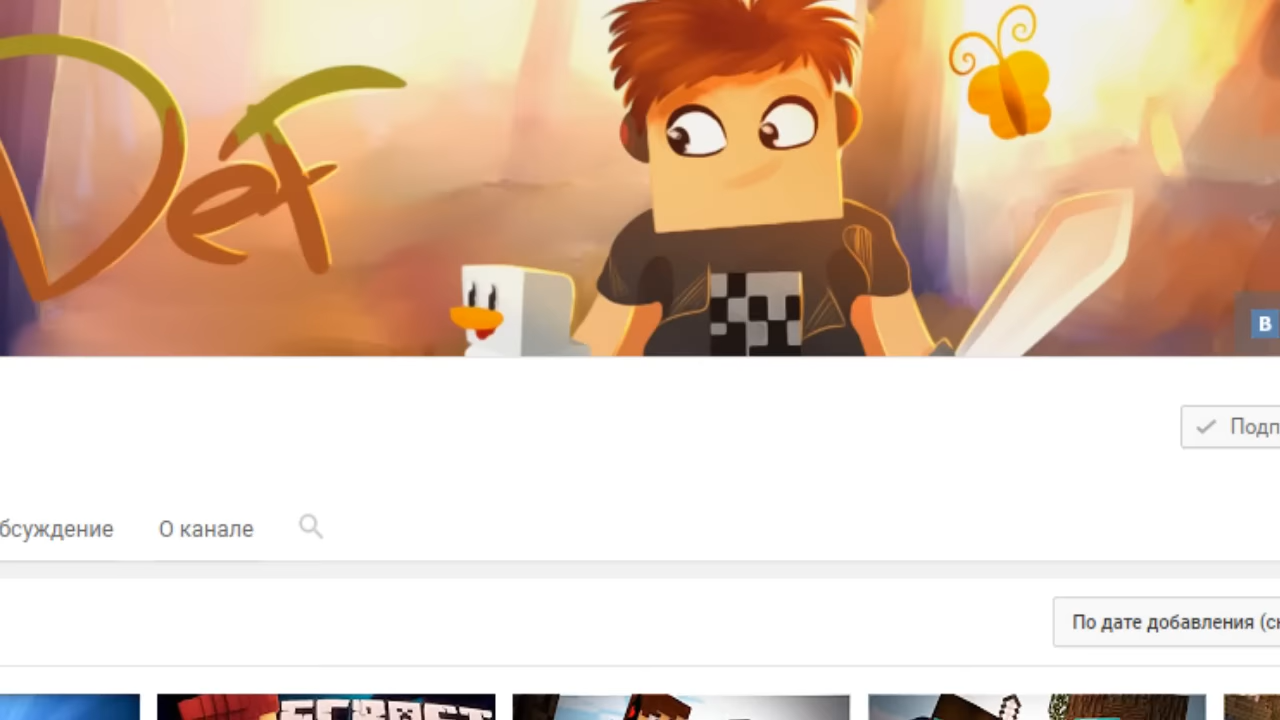 Def
B
Подп
бсуждение
О канале
По дате добавления (с